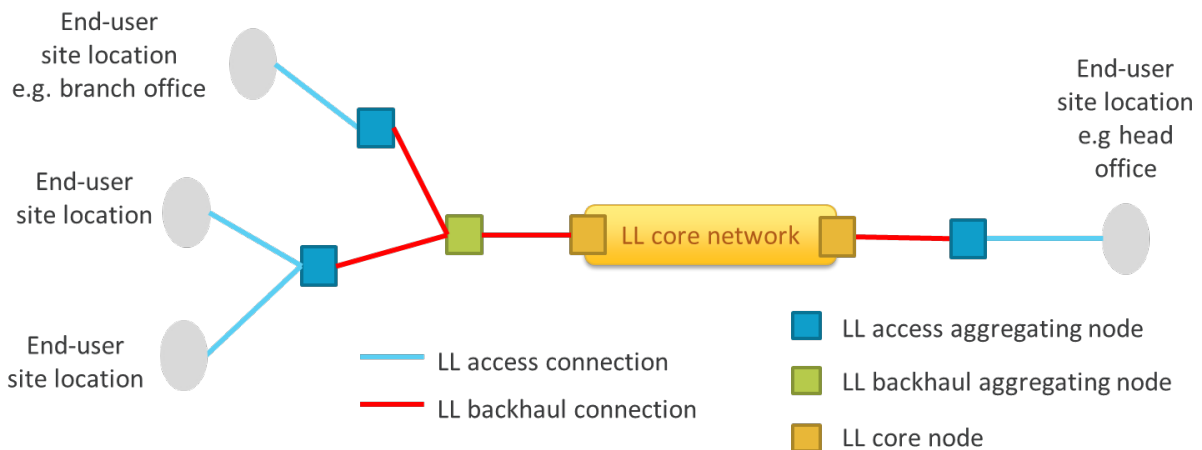 End-user
site location
e.g. branch office
End-user
site location
e.g head
office
End-user
site location
LL core network
End-user
site location
LL access connection
LL backhaul connection
LL access aggregating node
LL backhaul aggregating node
LL core node